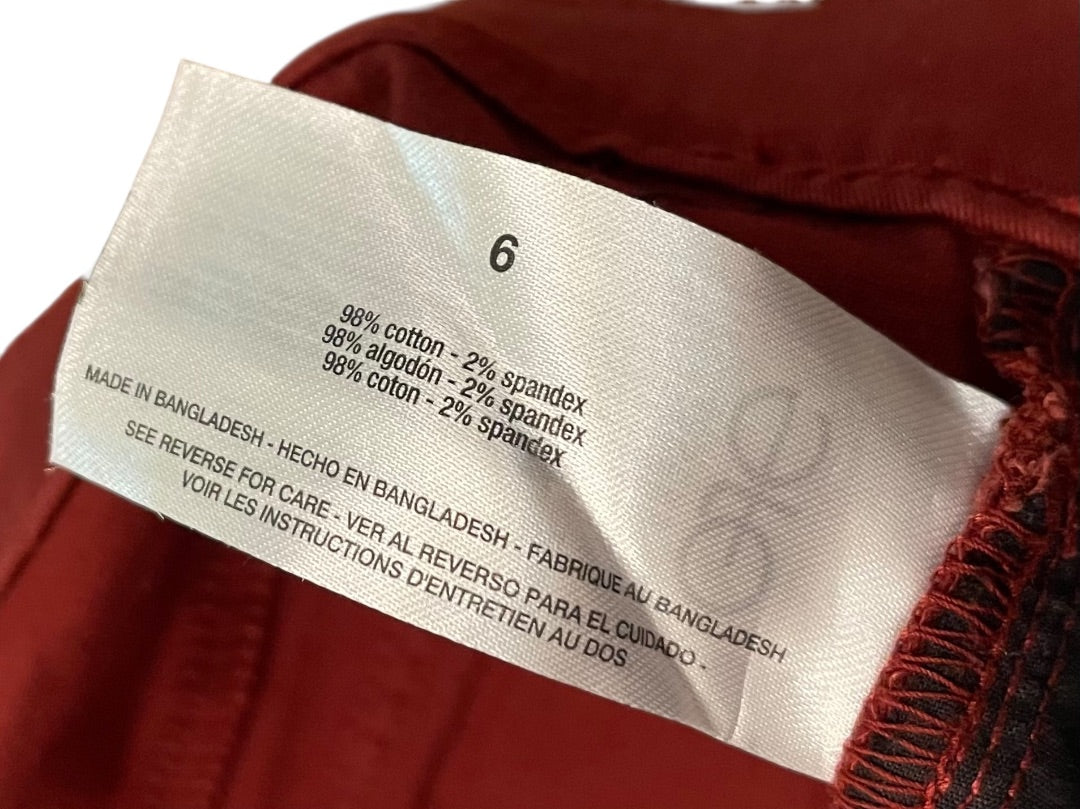 6
98% cotton - 2% spandex
98% algodón - 2% spandex
98% coton - 2% spandex
MADE IN BANGLADESH - HECHO EN BANGLADESH - FABRIQUE AU BANGLADESH
SEE REVERSE FOR CARE - VER AL REVERSO PARA EL CUIDADO -
VOIR LES INSTRUCTIONS D'ENTRETIEN AU DOS